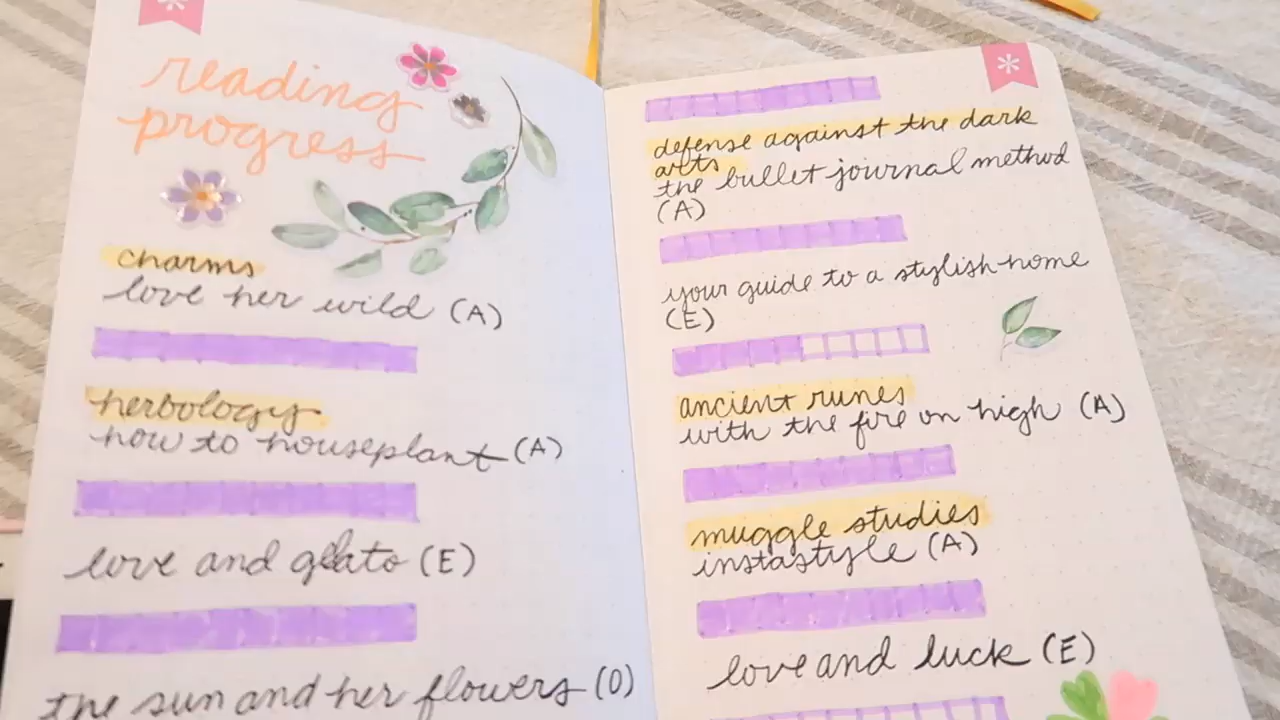 reading
progress
charms
love her wild (A)
herbology
how to houseplant (A)
love and gelato (E)
the sun and her flowers (O)
defense against the dark
arts
the bullet journal method
(A)
your guide to a stylish home
(E)
ancient runes
with the fire on high (A)
muggle studies
instastyle (A)
love and luck (E)